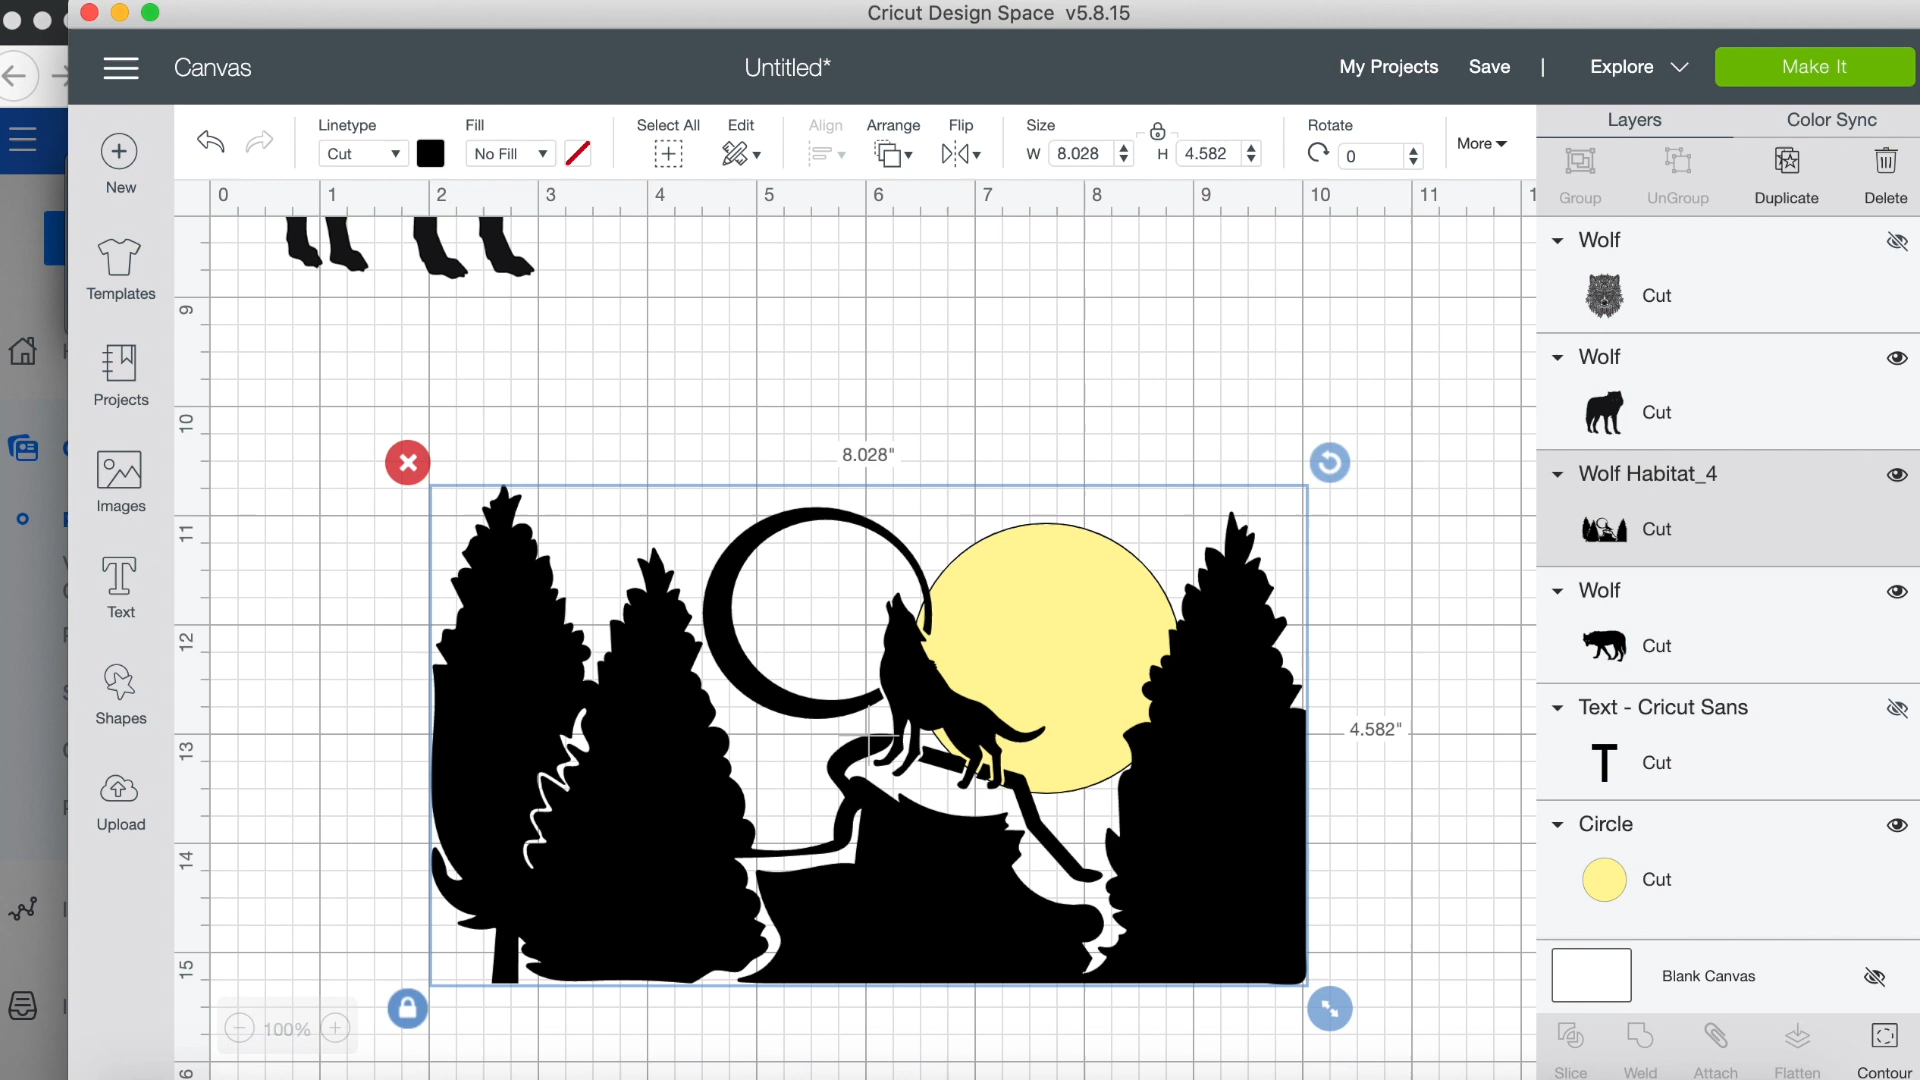 Cricut Design Space v5.8.15
Canvas
Untitled*
My Projects
Save
|
Explore
Make It
New
Templates
Projects
Images
Text
Shapes
Upload
Linetype
Cut
Fill
No Fill
Select All
Edit
Align
Arrange
Flip
Size
W 8.028
H 4.582
Rotate
0
More
0 1 2 3 4 5 6 7 8 9 10 11 1
9
10
11
12
13
14
15
6
8.028"
4.582"
100%
Layers
Color Sync
Group
UnGroup
Duplicate
Delete
Wolf
Cut
Wolf
Cut
Wolf Habitat_4
Cut
Wolf
Cut
Text - Cricut Sans
T
Cut
Circle
Cut
Blank Canvas
Slice
Weld
Attach
Flatten
Contour